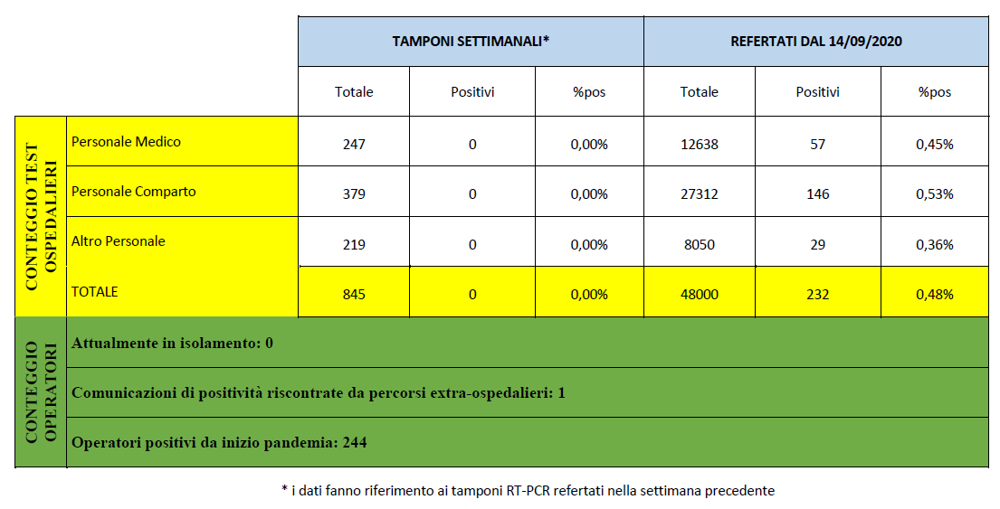 TAMPONI SETTIMANALI* REFERTATI DAL 14/09/2020
Totale Positivi %pos Totale Positivi %pos
CONTEGGIO TEST
OSPEDALIERI
Personale Medico 247 0 0,00% 12638 57 0,45%
Personale Comparto 379 0 0,00% 27312 146 0,53%
Altro Personale 219 0 0,00% 8050 29 0,36%
TOTALE 845 0 0,00% 48000 232 0,48%
CONTEGGIO
OPERATORI
Attualmente in isolamento: 0
Comunicazioni di positività riscontrate da percorsi extra-ospedalieri: 1
Operatori positivi da inizio pandemia: 244
* i dati fanno riferimento ai tamponi RT-PCR refertati nella settimana precedente